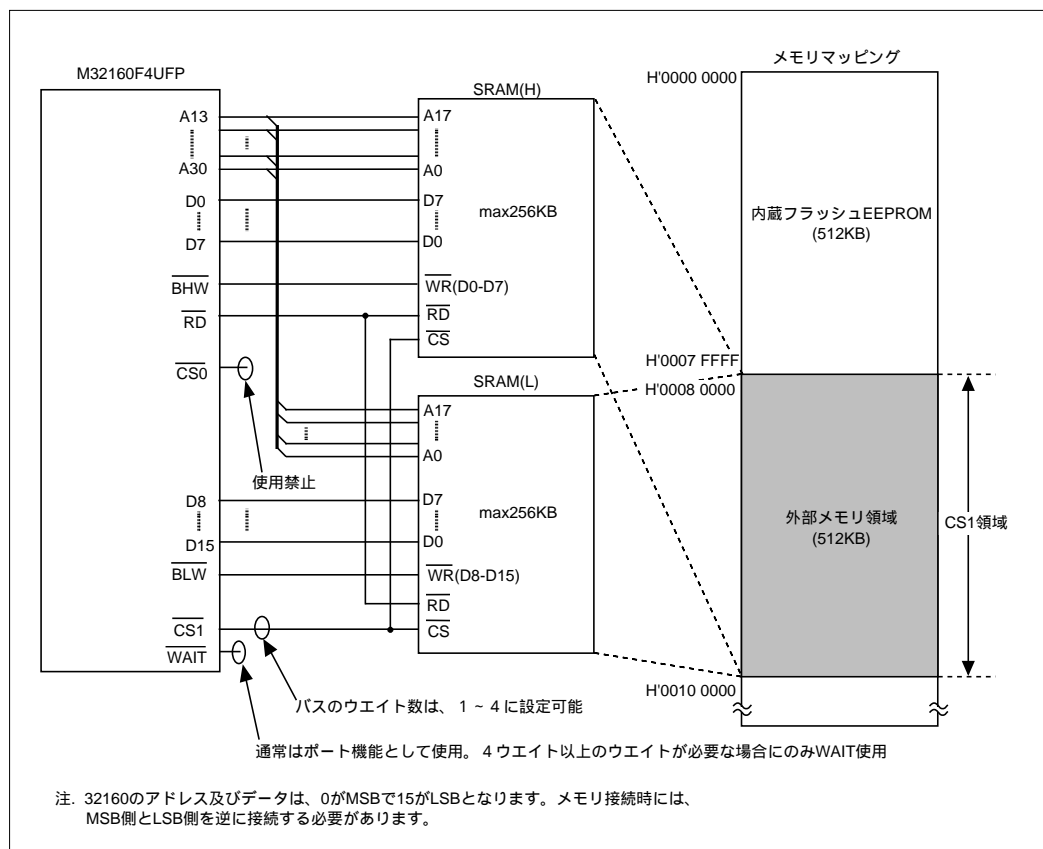 M32160F4UFP
A13
A30
D0
D7
BHW
RD
CS0
使用禁止
D8
D15
BLW
CS1
WAIT
SRAM(H)
A17
A0
D7
max256KB
D0
WR(D0-D7)
RD
CS
SRAM(L)
A17
A0
D7
max256KB
D0
WR(D8-D15)
RD
CS
メモリマッピング
H'0000 0000
内蔵フラッシュEEPROM
(512KB)
H'0007 FFFF
H'0008 0000
外部メモリ領域
(512KB)
CS1領域
H'0010 0000
バスのウエイト数は、1~4に設定可能
通常はポート機能として使用。4ウエイト以上のウエイトが必要な場合にのみWAIT使用
注. 32160のアドレス及びデータは、0がMSBで15がLSBとなります。メモリ接続時には、
MSB側とLSB側を逆に接続する必要があります。